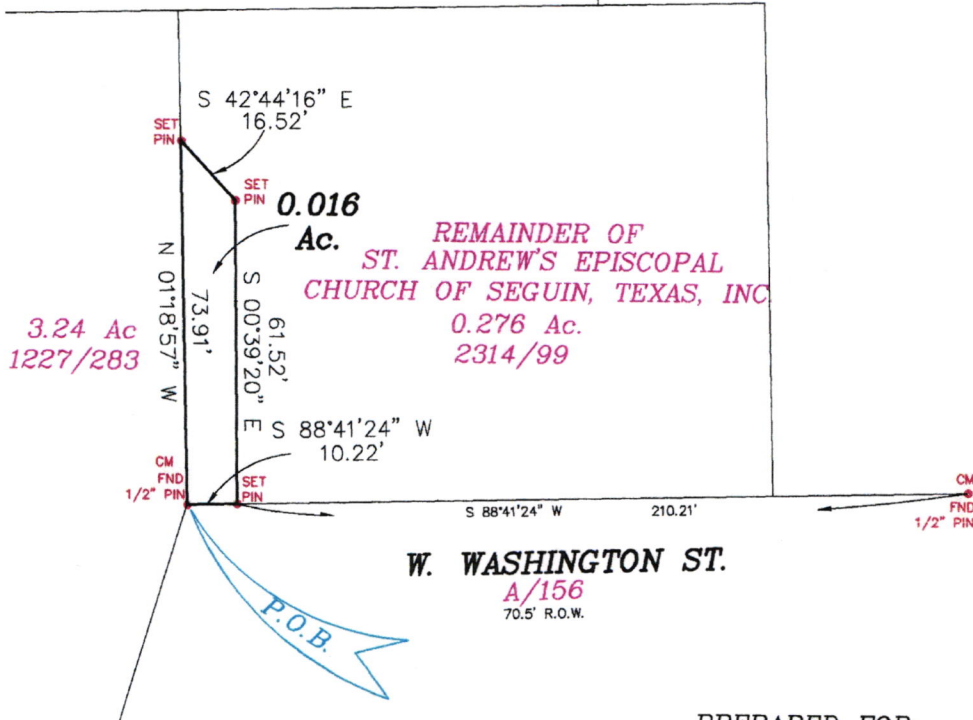 S 42°44'16" E
16.52'
SET
PIN
SET
PIN
0.016
Ac.
REMAINDER OF
ST. ANDREW'S EPISCOPAL
CHURCH OF SEGUIN, TEXAS, INC
0.276 Ac.
2314/99
3.24 Ac
1227/283
N 01°18'57" W
73.91'
61.52'
S 00°39'20" E
S 88°41'24" W
10.22'
CM
FND
1/2" PIN
SET
PIN
S 88°41'24" W 210.21'
CM
FND
1/2" PIN
W. WASHINGTON ST.
A/156
70.5' R.O.W.
P.O.B.
PREPARED FOR